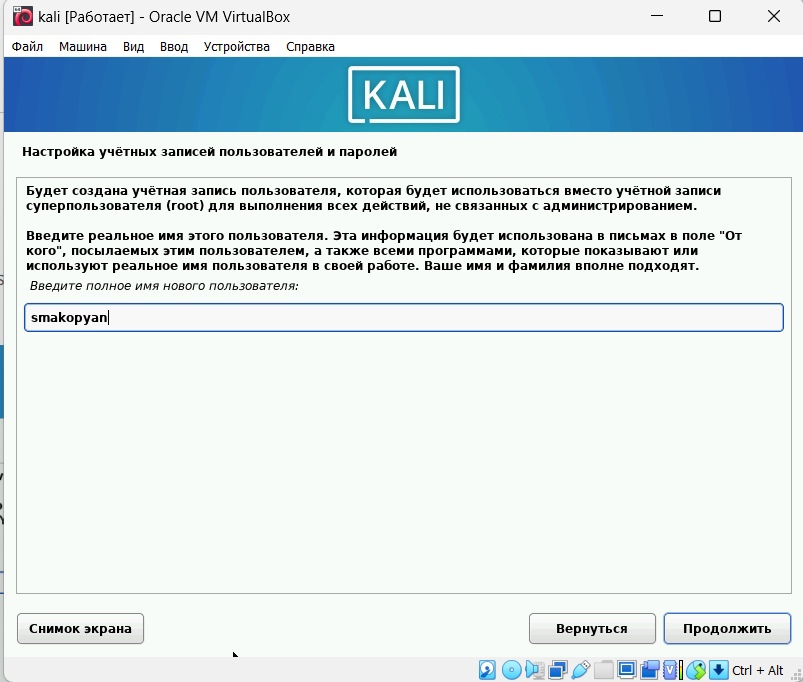 kali [Работает] - Oracle VM VirtualBox
Файл Машина Вид Ввод Устройства Справка
KALI
Настройка учётных записей пользователей и паролей
Будет создана учётная запись пользователя, которая будет использоваться вместо учётной записи
суперпользователя (root) для выполнения всех действий, не связанных с администрированием.
Введите реальное имя этого пользователя. Эта информация будет использована в письмах в поле "От
кого", посылаемых этим пользователем, а также всеми программами, которые показывают или
используют реальное имя пользователя в своей работе. Ваше имя и фамилия вполне подходят.
Введите полное имя нового пользователя:
smakopyan
Снимок экрана Вернуться Продолжить
Ctrl + Alt